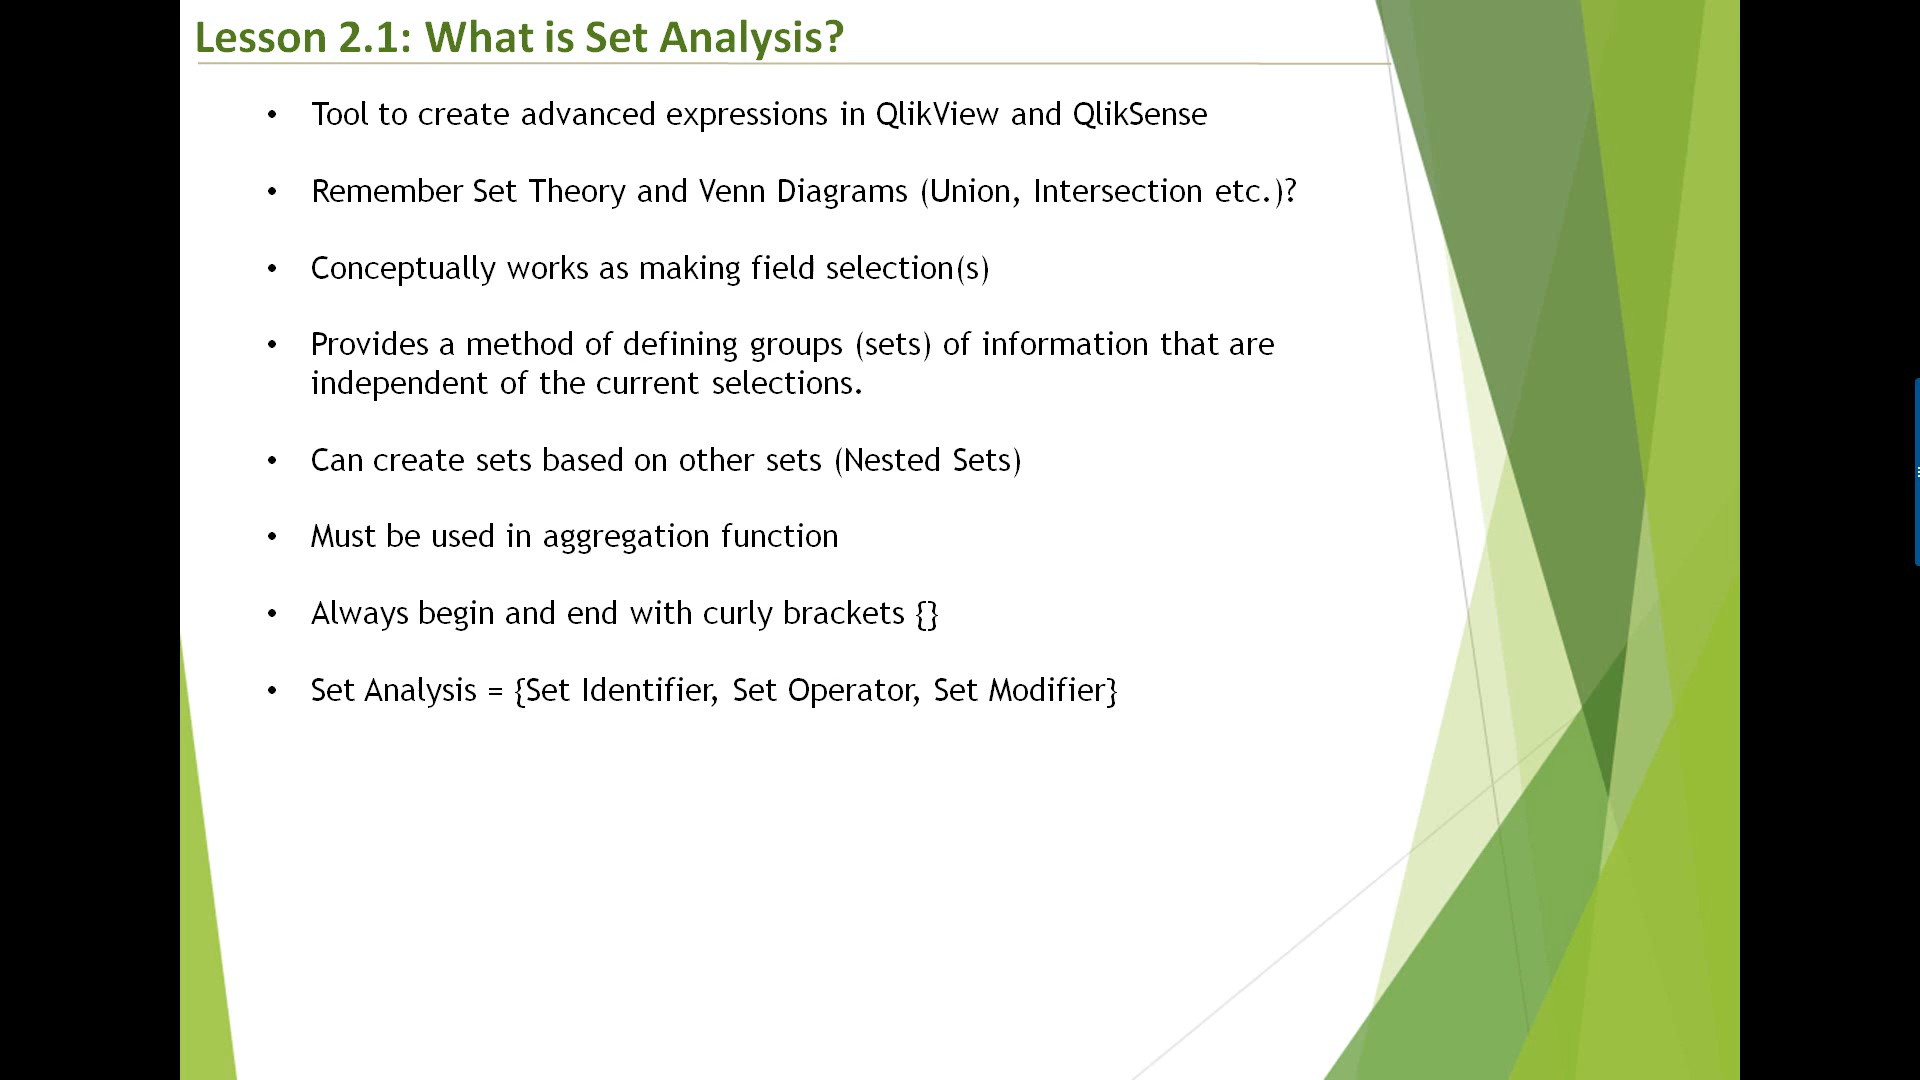 Lesson 2.1: What is Set Analysis?
• Tool to create advanced expressions in QlikView and QlikSense
• Remember Set Theory and Venn Diagrams (Union, Intersection etc.)?
• Conceptually works as making field selection(s)
• Provides a method of defining groups (sets) of information that are
independent of the current selections.
• Can create sets based on other sets (Nested Sets)
• Must be used in aggregation function
• Always begin and end with curly brackets {}
• Set Analysis = {Set Identifier, Set Operator, Set Modifier}